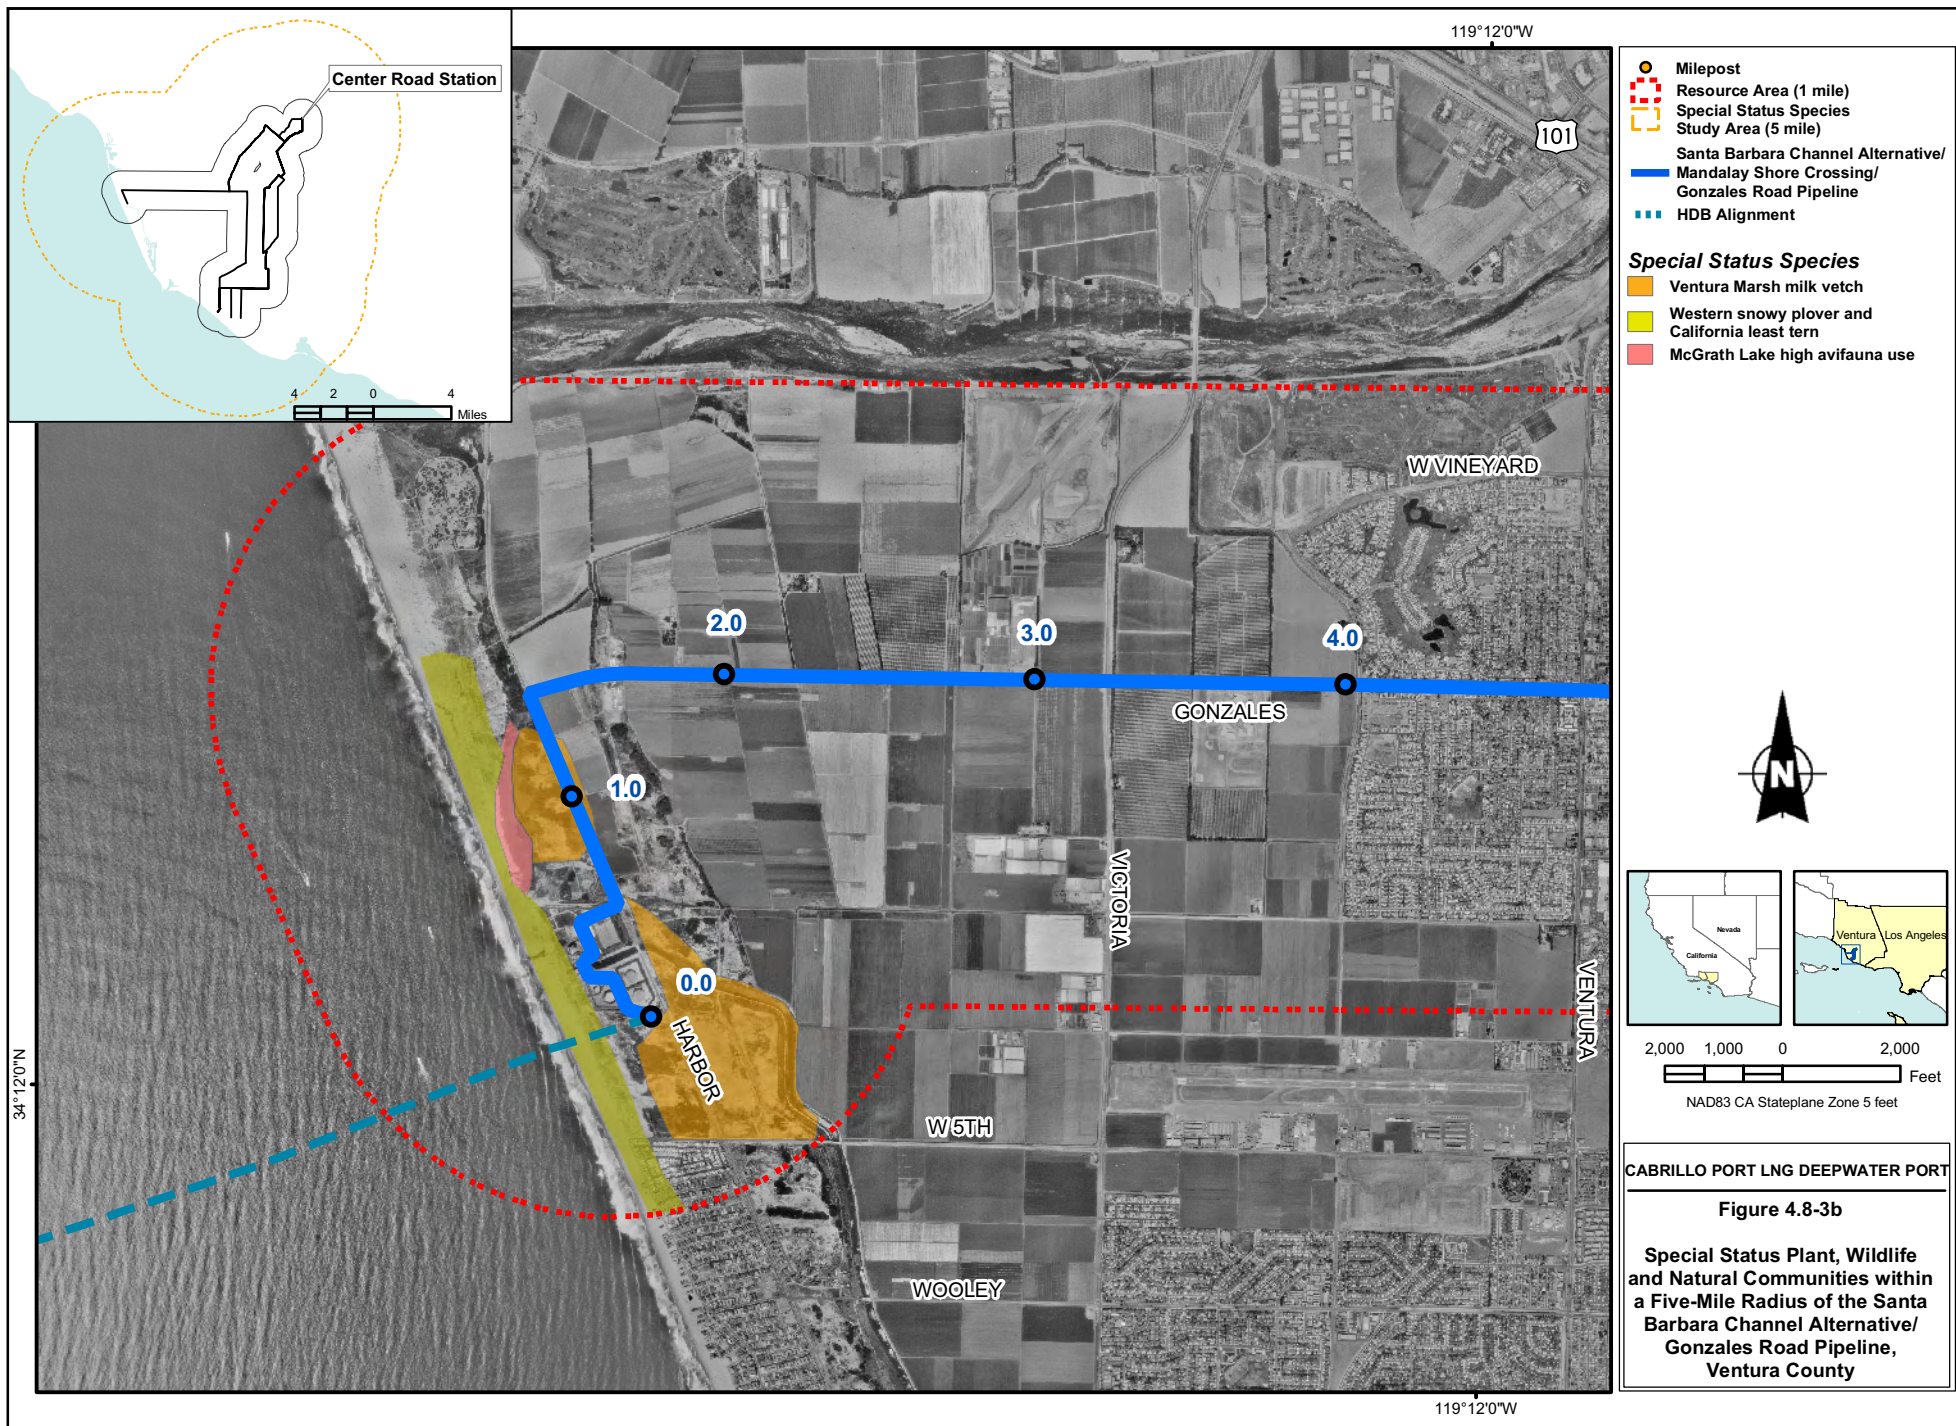 119°12'0"W
Center Road Station
4 2 0 4
Miles
101
W VINEYARD
2.0
3.0
4.0
GONZALES
1.0
VICTORIA
0.0
HARBOR
VENTURA
34°12'0"N
W 5TH
WOOLEY
119°12'0"W
Milepost
Resource Area (1 mile)
Special Status Species
Study Area (5 mile)
Santa Barbara Channel Alternative/
Mandalay Shore Crossing/
Gonzales Road Pipeline
HDB Alignment
Special Status Species
Ventura Marsh milk vetch
Western snowy plover and
California least tern
McGrath Lake high avifauna use
N
Nevada
California
Ventura
Los Angeles
2,000 1,000 0 2,000
Feet
NAD83 CA Stateplane Zone 5 feet
CABRILLO PORT LNG DEEPWATER PORT
Figure 4.8-3b
Special Status Plant, Wildlife
and Natural Communities within
a Five-Mile Radius of the Santa
Barbara Channel Alternative/
Gonzales Road Pipeline,
Ventura County